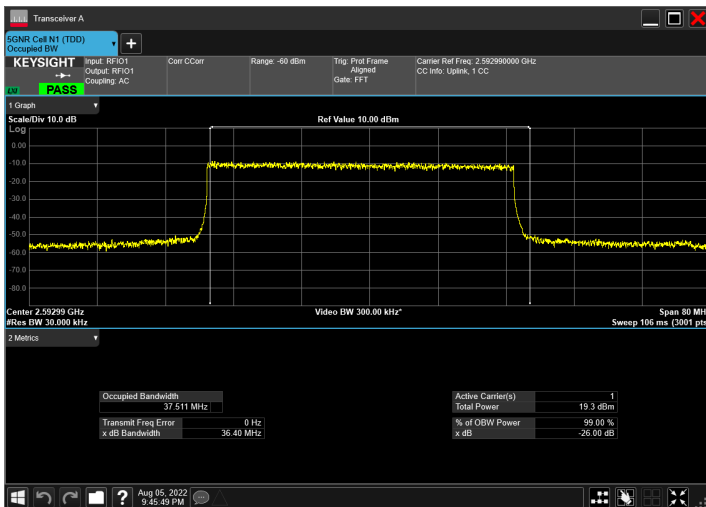 Transceiver A
5GNR Cell N1 (TDD)
Occupied BW
KEYSIGHT
Input: RFIO1
Output: RFIO1
Coupling: AC
Corr CCorr
Range: -60 dBm
Trig: Prot Frame
Aligned
Gate: FFT
Carrier Ref Freq: 2.592990000 GHz
CC Info: Uplink, 1 CC
LXI
PASS
1 Graph
Scale/Div 10.0 dB
Ref Value 10.00 dBm
Log
0.00
-10.0
-20.0
-30.0
-40.0
-50.0
-60.0
-70.0
-80.0
Center 2.59299 GHz
#Res BW 30.000 kHz
Video BW 300.00 kHz*
Span 80 MH
Sweep 106 ms (3001 pts
2 Metrics
Occupied Bandwidth
37.511 MHz
Transmit Freq Error 0 Hz
x dB Bandwidth 36.40 MHz
Active Carrier(s) 1
Total Power 19.3 dBm
% of OBW Power 99.00 %
x dB -26.00 dB
?
Aug 05, 2022
9:45:49 PM